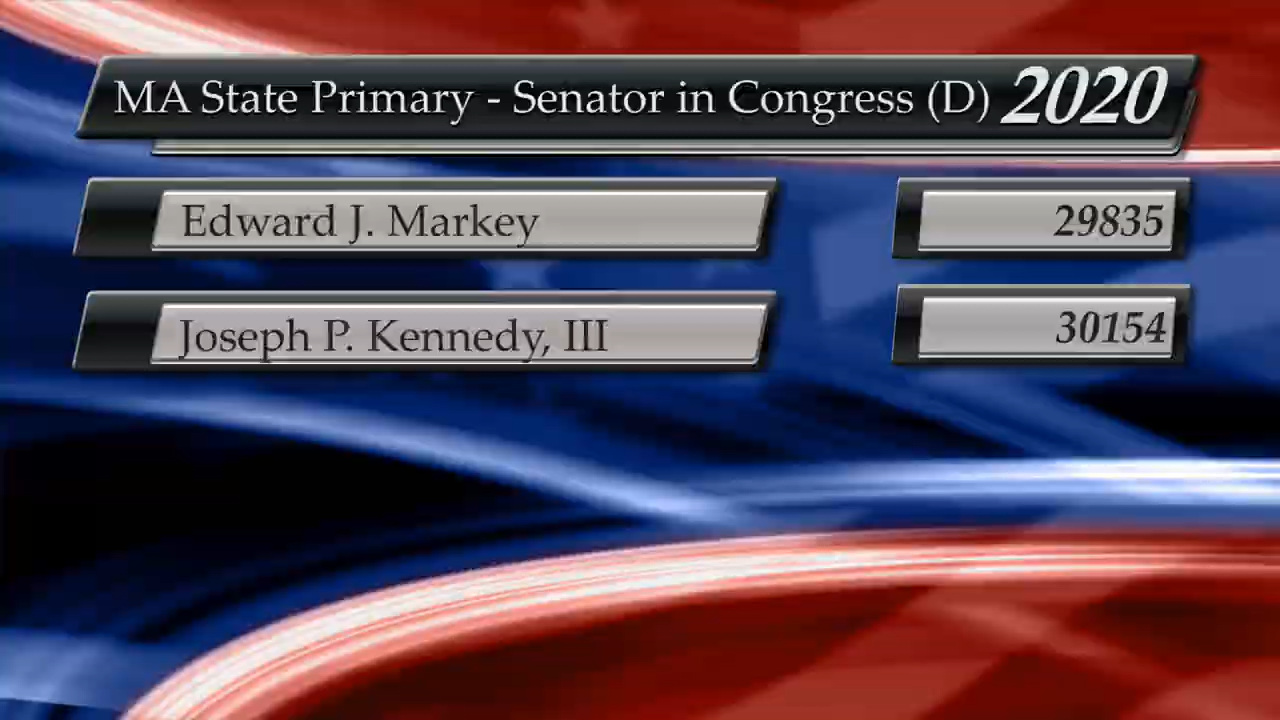 MA State Primary - Senator in Congress (D) 2020
Edward J. Markey 29835
Joseph P. Kennedy, III 30154